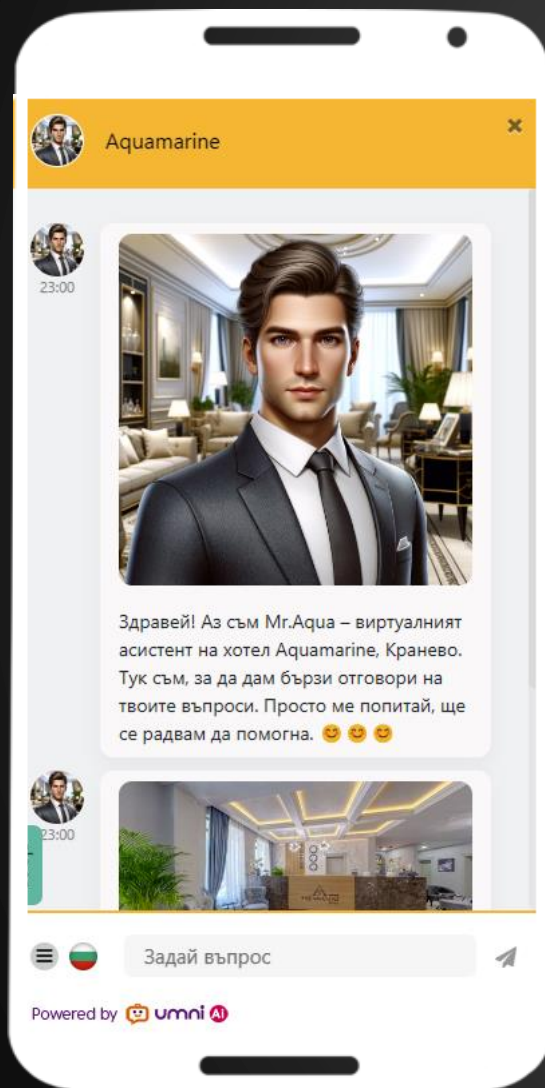 Aquamarine
23:00
Здравей! Аз съм Mr.Aqua – виртуалният
асистент на хотел Aquamarine, Кранево.
Тук съм, за да дам бързи отговори на
твоите въпроси. Просто ме попитай, ще
се радвам да помогна. 😊 😊 😊
23:00
Задай въпрос
Powered by umni AI